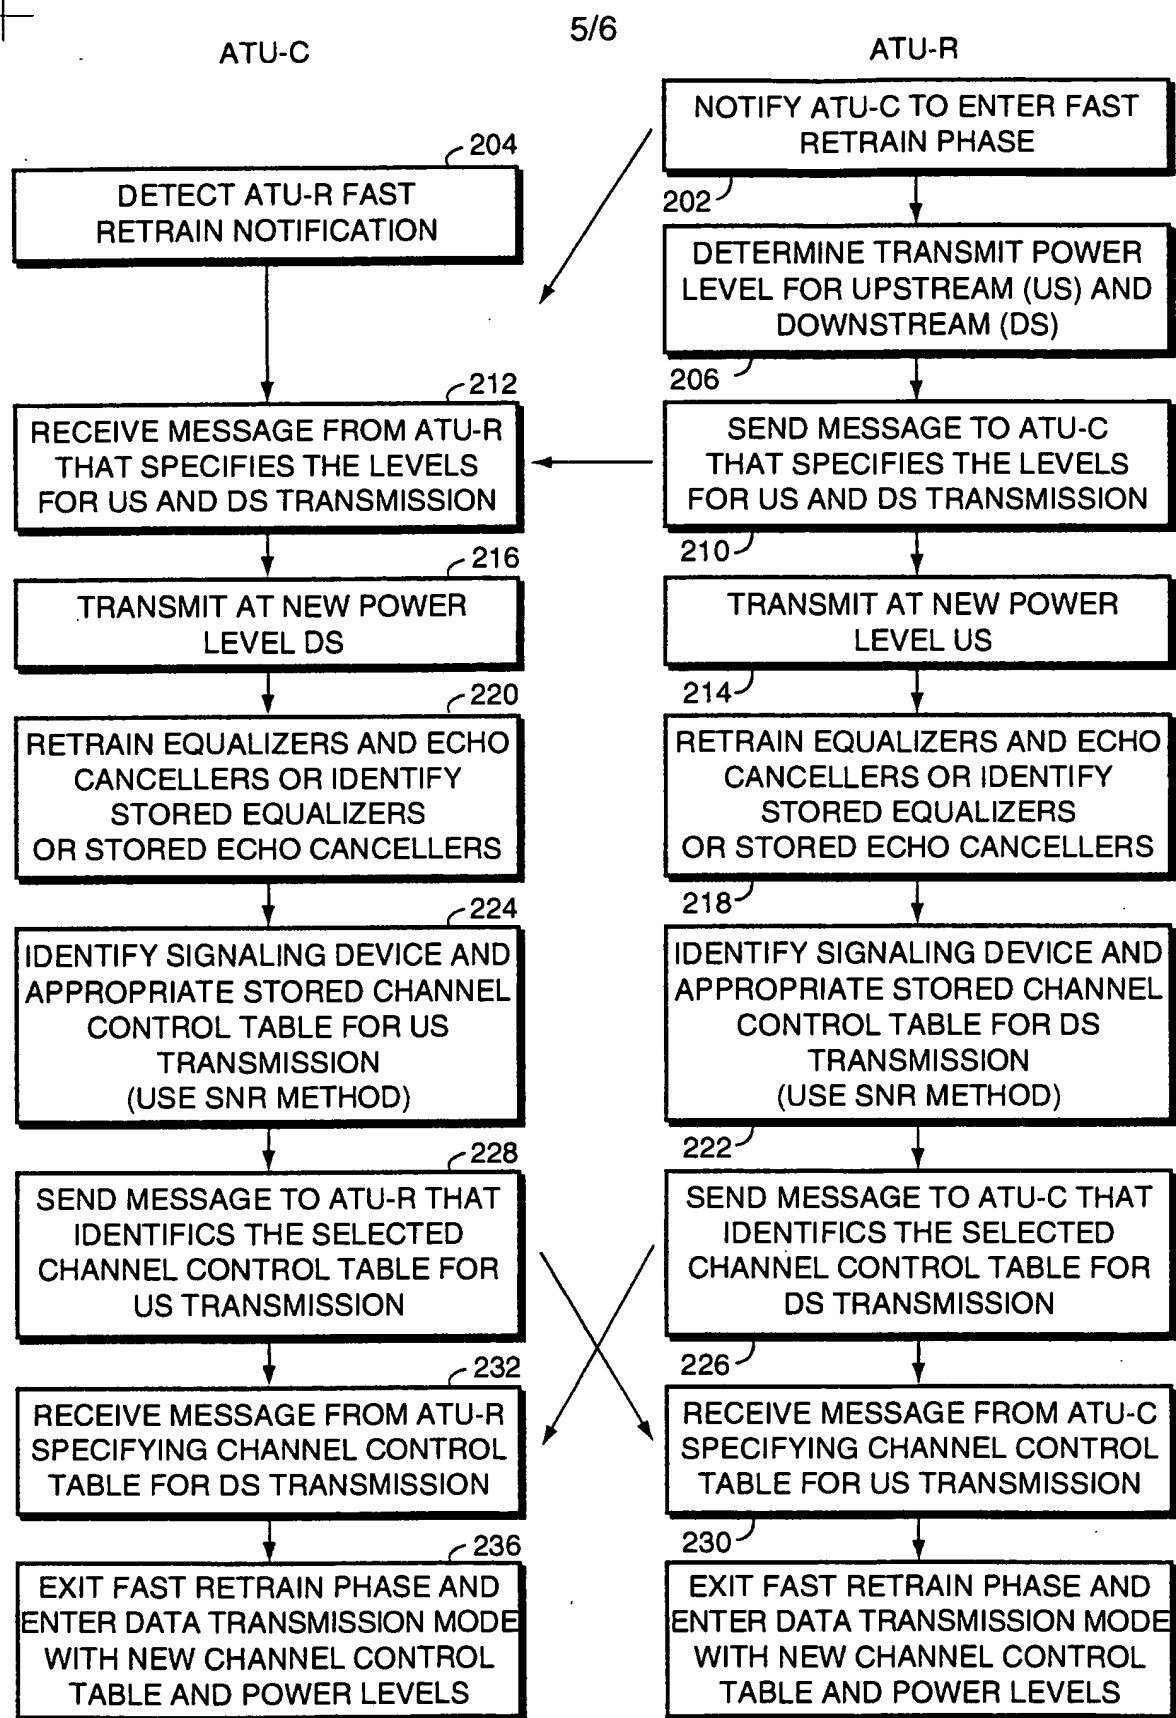 5/6
ATU-C
ATU-R
NOTIFY ATU-C TO ENTER FAST
RETRAIN PHASE
202
204
DETECT ATU-R FAST
RETRAIN NOTIFICATION
DETERMINE TRANSMIT POWER
LEVEL FOR UPSTREAM (US) AND
DOWNSTREAM (DS)
206
212
RECEIVE MESSAGE FROM ATU-R
THAT SPECIFIES THE LEVELS
FOR US AND DS TRANSMISSION
SEND MESSAGE TO ATU-C
THAT SPECIFIES THE LEVELS
FOR US AND DS TRANSMISSION
210
216
TRANSMIT AT NEW POWER
LEVEL DS
TRANSMIT AT NEW POWER
LEVEL US
214
220
RETRAIN EQUALIZERS AND ECHO
CANCELLERS OR IDENTIFY
STORED EQUALIZERS
OR STORED ECHO CANCELLERS
RETRAIN EQUALIZERS AND ECHO
CANCELLERS OR IDENTIFY
STORED EQUALIZERS
OR STORED ECHO CANCELLERS
218
224
IDENTIFY SIGNALING DEVICE AND
APPROPRIATE STORED CHANNEL
CONTROL TABLE FOR US
TRANSMISSION
(USE SNR METHOD)
IDENTIFY SIGNALING DEVICE AND
APPROPRIATE STORED CHANNEL
CONTROL TABLE FOR DS
TRANSMISSION
(USE SNR METHOD)
222
228
SEND MESSAGE TO ATU-R THAT
IDENTIFICS THE SELECTED
CHANNEL CONTROL TABLE FOR
US TRANSMISSION
SEND MESSAGE TO ATU-C THAT
IDENTIFICS THE SELECTED
CHANNEL CONTROL TABLE FOR
DS TRANSMISSION
226
232
RECEIVE MESSAGE FROM ATU-R
SPECIFYING CHANNEL CONTROL
TABLE FOR DS TRANSMISSION
RECEIVE MESSAGE FROM ATU-C
SPECIFYING CHANNEL CONTROL
TABLE FOR US TRANSMISSION
230
236
EXIT FAST RETRAIN PHASE AND
ENTER DATA TRANSMISSION MODE
WITH NEW CHANNEL CONTROL
TABLE AND POWER LEVELS
EXIT FAST RETRAIN PHASE AND
ENTER DATA TRANSMISSION MODE
WITH NEW CHANNEL CONTROL
TABLE AND POWER LEVELS